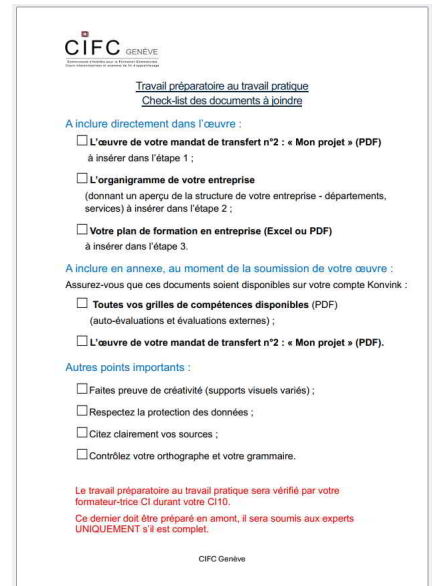 CIFC GENÈVE
Travail préparatoire au travail pratique
Check-list des documents à joindre
A inclure directement dans l'œuvre :
L'œuvre de votre mandat de transfert n°2 : « Mon projet » (PDF)
à insérer dans l'étape 1 ;
L'organigramme de votre entreprise
(donnant un aperçu de la structure de votre entreprise - départements,
services) à insérer dans l'étape 2 ;
Votre plan de formation en entreprise (Excel ou PDF)
à insérer dans l'étape 3.
A inclure en annexe, au moment de la soumission de votre œuvre :
Assurez-vous que ces documents soient disponibles sur votre compte Konvink :
Toutes vos grilles de compétences disponibles (PDF)
(auto-évaluations et évaluations externes) ;
L'œuvre de votre mandat de transfert n°2 : « Mon projet » (PDF).
Autres points importants :
Faites preuve de créativité (supports visuels variés) ;
Respectez la protection des données ;
Citez clairement vos sources ;
Contrôlez votre orthographe et votre grammaire.
Le travail préparatoire au travail pratique sera vérifié par votre
formateur-trice CI durant votre CI10.
Ce dernier doit être préparé en amont, il sera soumis aux experts
UNIQUEMENT s'il est complet.
CIFC Genève